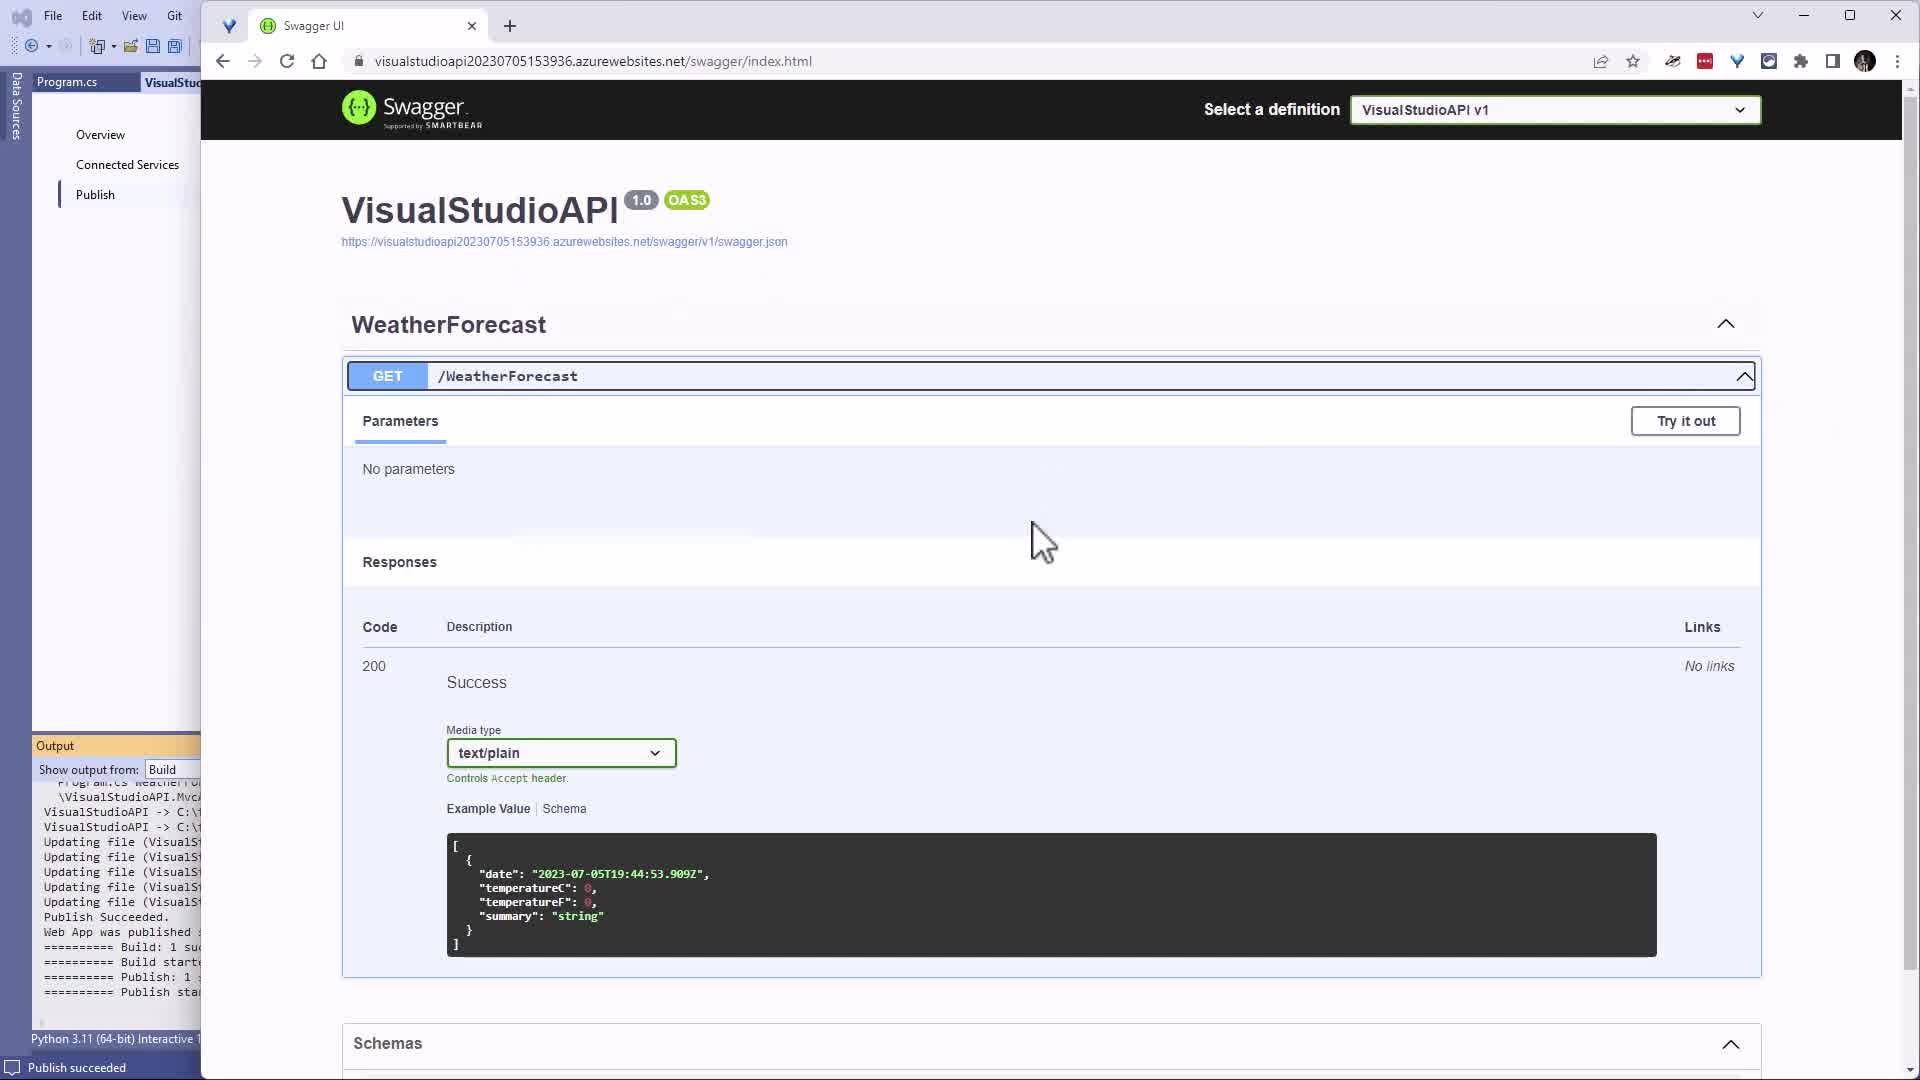 File Edit View Git
Data Sources
Program.cs VisualStud
Overview
Connected Services
Publish
Output
Show output from: Build
\VisualStudioAPI.Mvc
VisualStudioAPI -> C:\
VisualStudioAPI -> C:\
Updating file (VisualS
Updating file (VisualS
Updating file (VisualS
Updating file (VisualS
Updating file (VisualS
Publish Succeeded.
Web App was published
========== Build: 1 suc
========== Build starte
========== Publish: 1
========== Publish sta
Python 3.11 (64-bit) Interactive 1
Publish succeeded
Swagger UI
visualstudioapi20230705153936.azurewebsites.net/swagger/index.html
Swagger.
Supported by SMARTBEAR
Select a definition
VisualStudioAPI v1
VisualStudioAPI 1.0 OAS3
https://visualstudioapi20230705153936.azurewebsites.net/swagger/v1/swagger.json
WeatherForecast
GET /WeatherForecast
Parameters
Try it out
No parameters
Responses
Code Description Links
200 No links
Success
Media type
text/plain
Controls Accept header.
Example Value Schema
[
{
"date": "2023-07-05T19:44:53.909Z",
"temperatureC": 0,
"temperatureF": 0,
"summary": "string"
}
]
Schemas